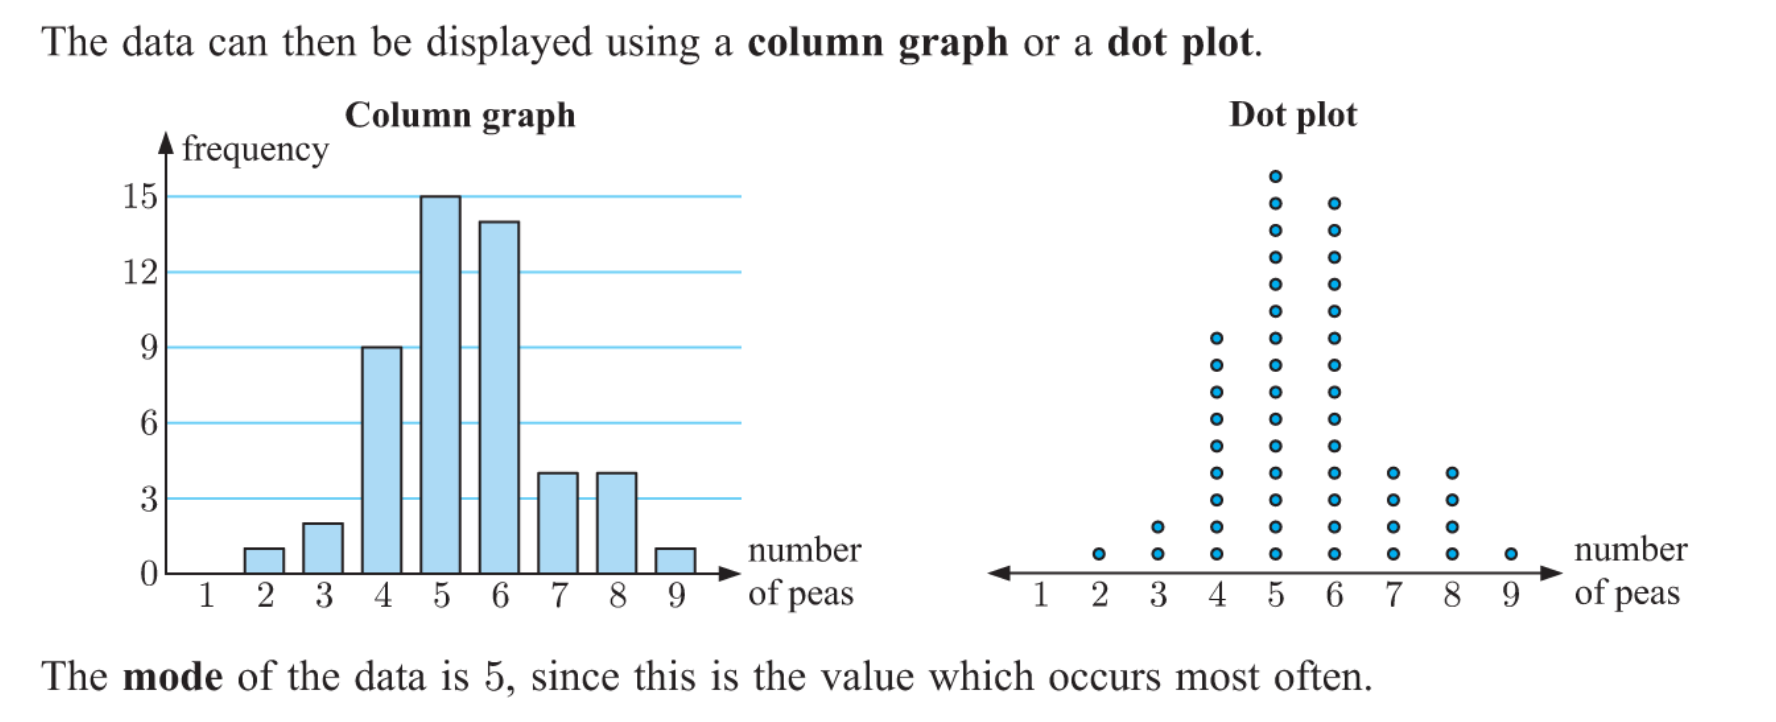 The data can then be displayed using a column graph or a dot plot.
Column graph
frequency
15
12
9
6
3
0
1 2 3 4 5 6 7 8 9
number
of peas
Dot plot
1 2 3 4 5 6 7 8 9
number
of peas
The mode of the data is 5, since this is the value which occurs most often.